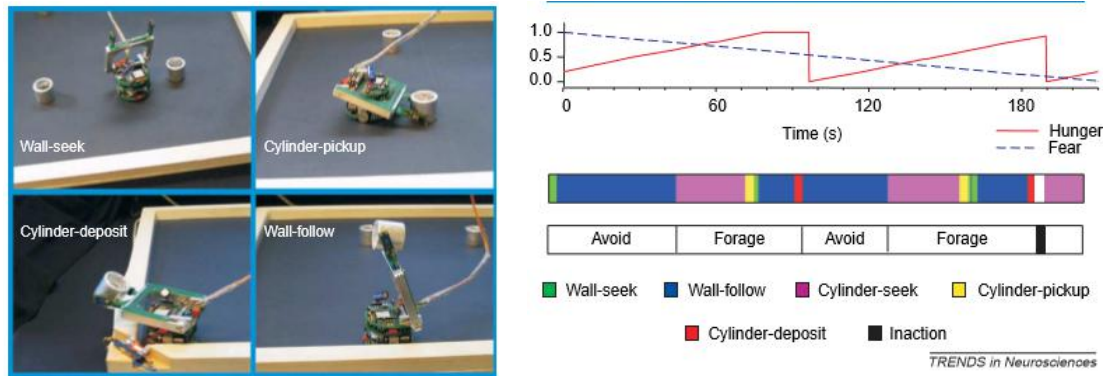 Wall-seek
Cylinder-pickup
Cylinder-deposit
Wall-follow
1.0
0.5
0.0
0 60 120 180
Time (s)
Hunger
Fear
Avoid Forage Avoid Forage
Wall-seek Wall-follow Cylinder-seek Cylinder-pickup
Cylinder-deposit Inaction
TRENDS in Neurosciences